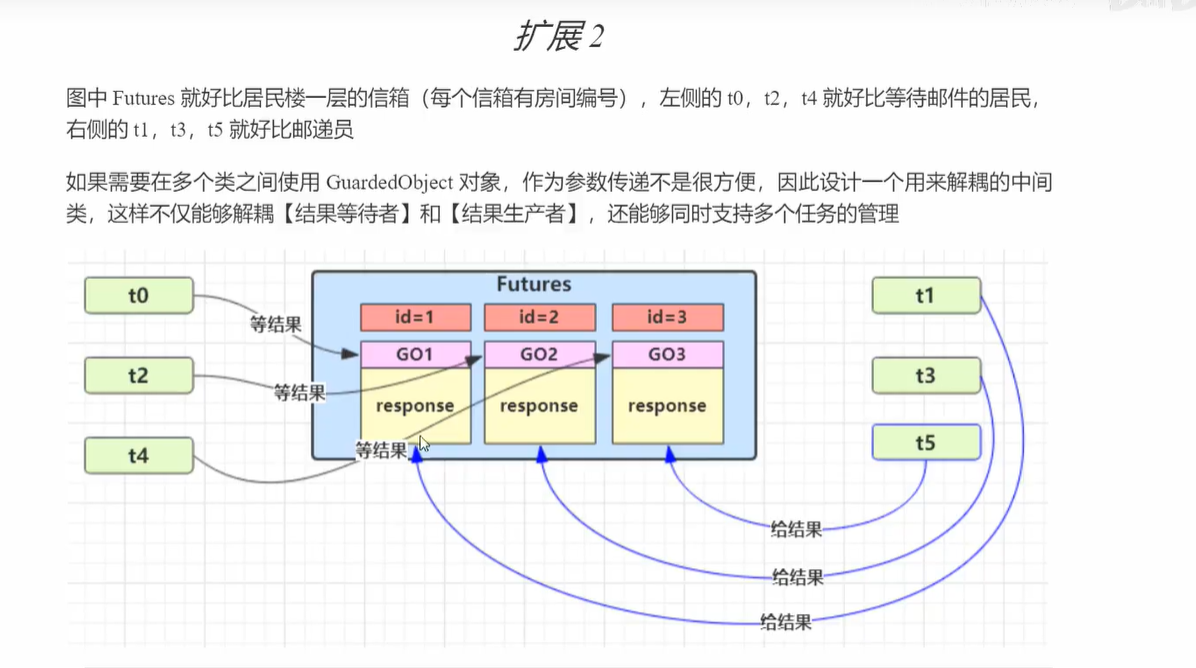 扩展 2
图中 Futures 就好比居民楼一层的信箱（每个信箱有房间编号），左侧的 t0，t2，t4 就好比等待邮件的居民，
右侧的 t1，t3，t5 就好比邮递员
如果需要在多个类之间使用 GuardedObject 对象，作为参数传递不是很方便，因此设计一个用来解耦的中间
类，这样不仅能够解耦【结果等待者】和【结果生产者】，还能够同时支持多个任务的管理
Futures
t0
t1
id=1
id=2
id=3
等结果
GO1
GO2
GO3
t2
t3
等结果
response
response
response
t4
等结果
t5
给结果
给结果
给结果